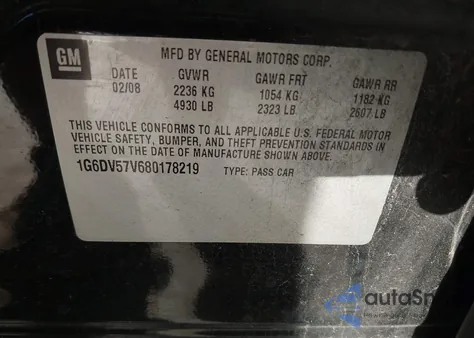 GM
MFD BY GENERAL MOTORS CORP.
DATE GVWR GAWR FRT GAWR RR
02/08 2236 KG 1054 KG 1182 KG
4930 LB 2323 LB 2607 LB
THIS VEHICLE CONFORMS TO ALL APPLICABLE U.S. FEDERAL MOTOR
VEHICLE SAFETY, BUMPER, AND THEFT PREVENTION STANDARDS IN
EFFECT ON THE DATE OF MANUFACTURE SHOWN ABOVE.
1G6DV57V680178219 TYPE: PASS CAR